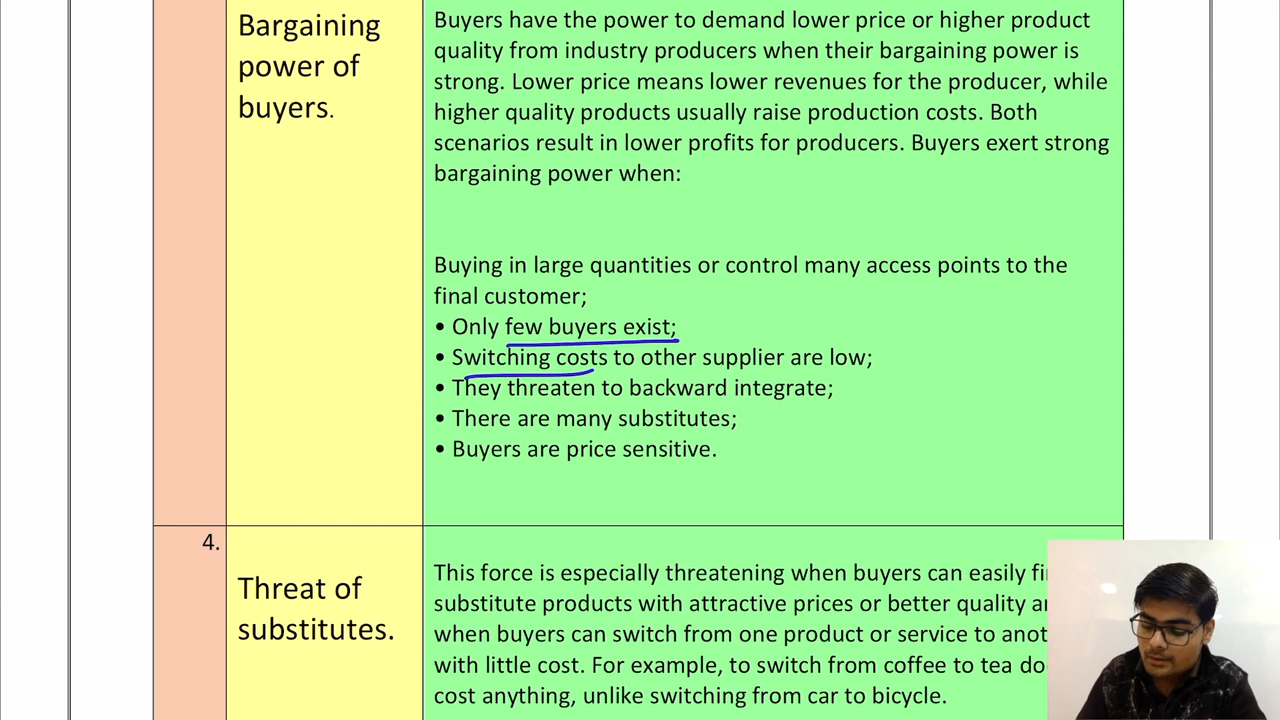 Bargaining
power of
buyers.
Buyers have the power to demand lower price or higher product
quality from industry producers when their bargaining power is
strong. Lower price means lower revenues for the producer, while
higher quality products usually raise production costs. Both
scenarios result in lower profits for producers. Buyers exert strong
bargaining power when:
Buying in large quantities or control many access points to the
final customer;
• Only few buyers exist;
• Switching costs to other supplier are low;
• They threaten to backward integrate;
• There are many substitutes;
• Buyers are price sensitive.
4.
Threat of
substitutes.
This force is especially threatening when buyers can easily
substitute products with attractive prices or better quality
when buyers can switch from one product or service to
with little cost. For example, to switch from coffee to tea
cost anything, unlike switching from car to bicycle.